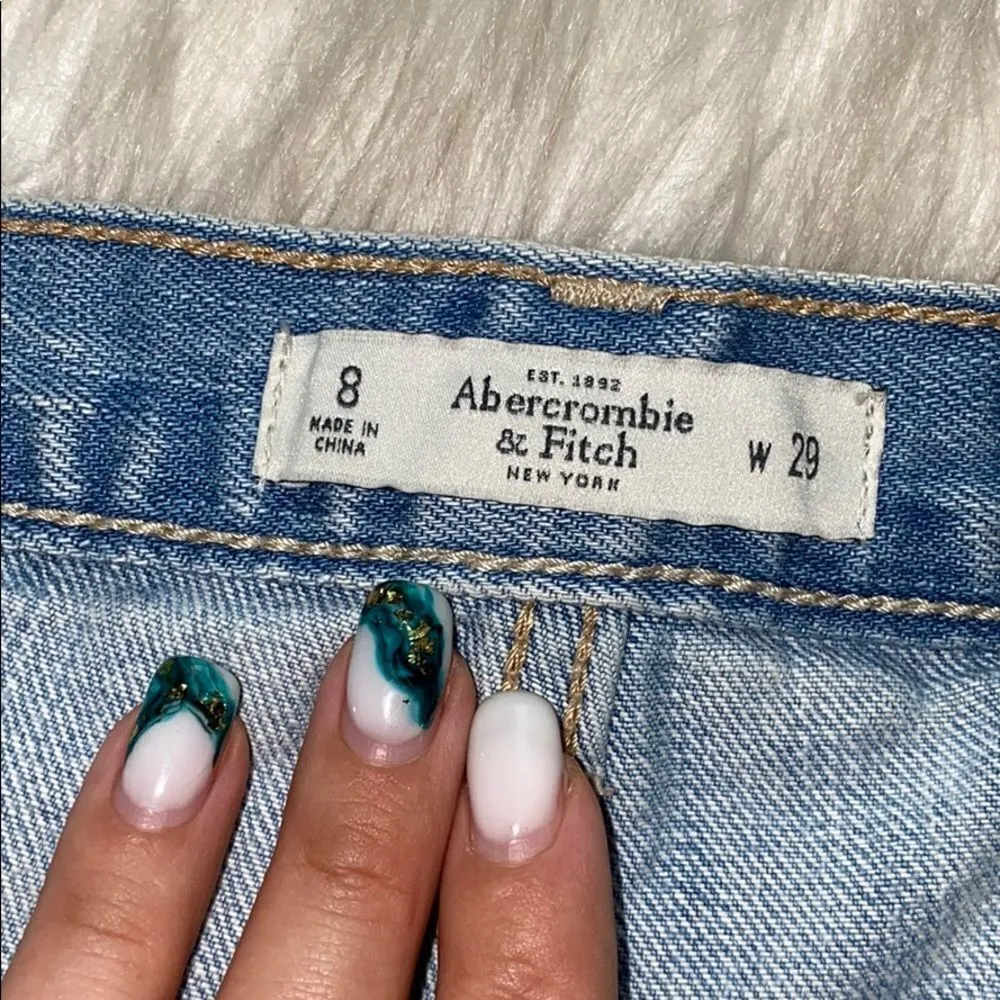 8
MADE IN
CHINA
EST. 1892
Abercrombie
& Fitch
NEW YORK
W 29